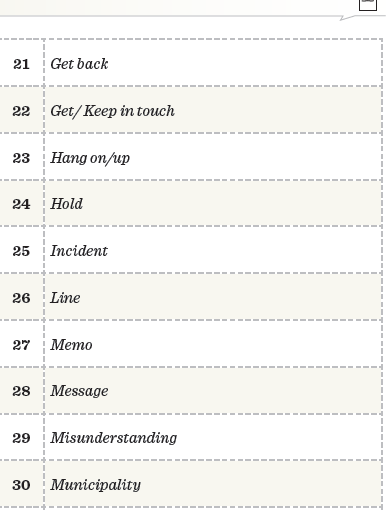 21 Get back
22 Get/ Keep in touch
23 Hang on/up
24 Hold
25 Incident
26 Line
27 Memo
28 Message
29 Misunderstanding
30 Municipality